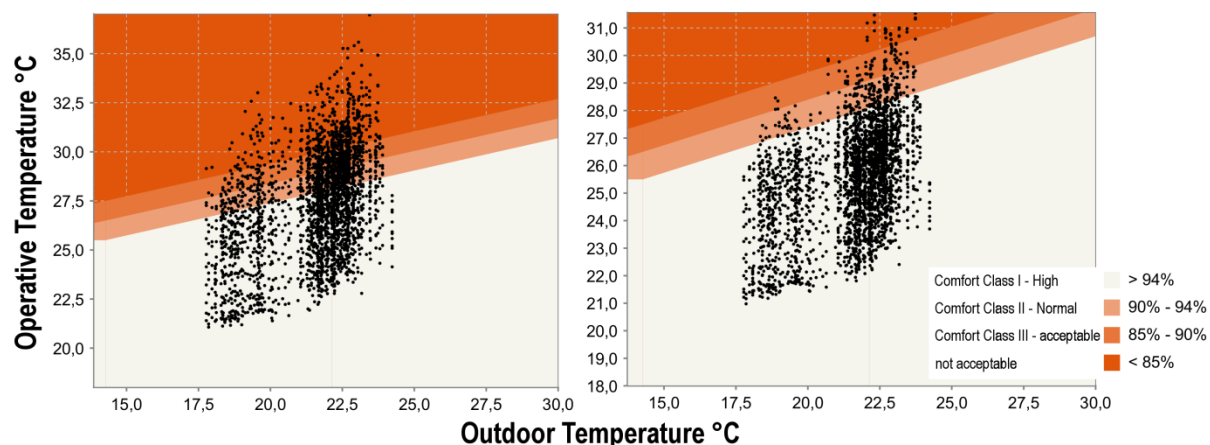 Operative Temperature °C
35,0
32,5
30,0
27,5
25,0
22,5
20,0
15,0 17,5 20,0 22,5 25,0 27,5 30,0
31,0
30,0
29,0
28,0
27,0
26,0
25,0
24,0
23,0
22,0
21,0
20,0
19,0
18,0
15,0 17,5 20,0 22,5 25,0 27,5 30,0
Comfort Class I - High > 94%
Comfort Class II - Normal 90% - 94%
Comfort Class III - acceptable 85% - 90%
not acceptable < 85%
Outdoor Temperature °C